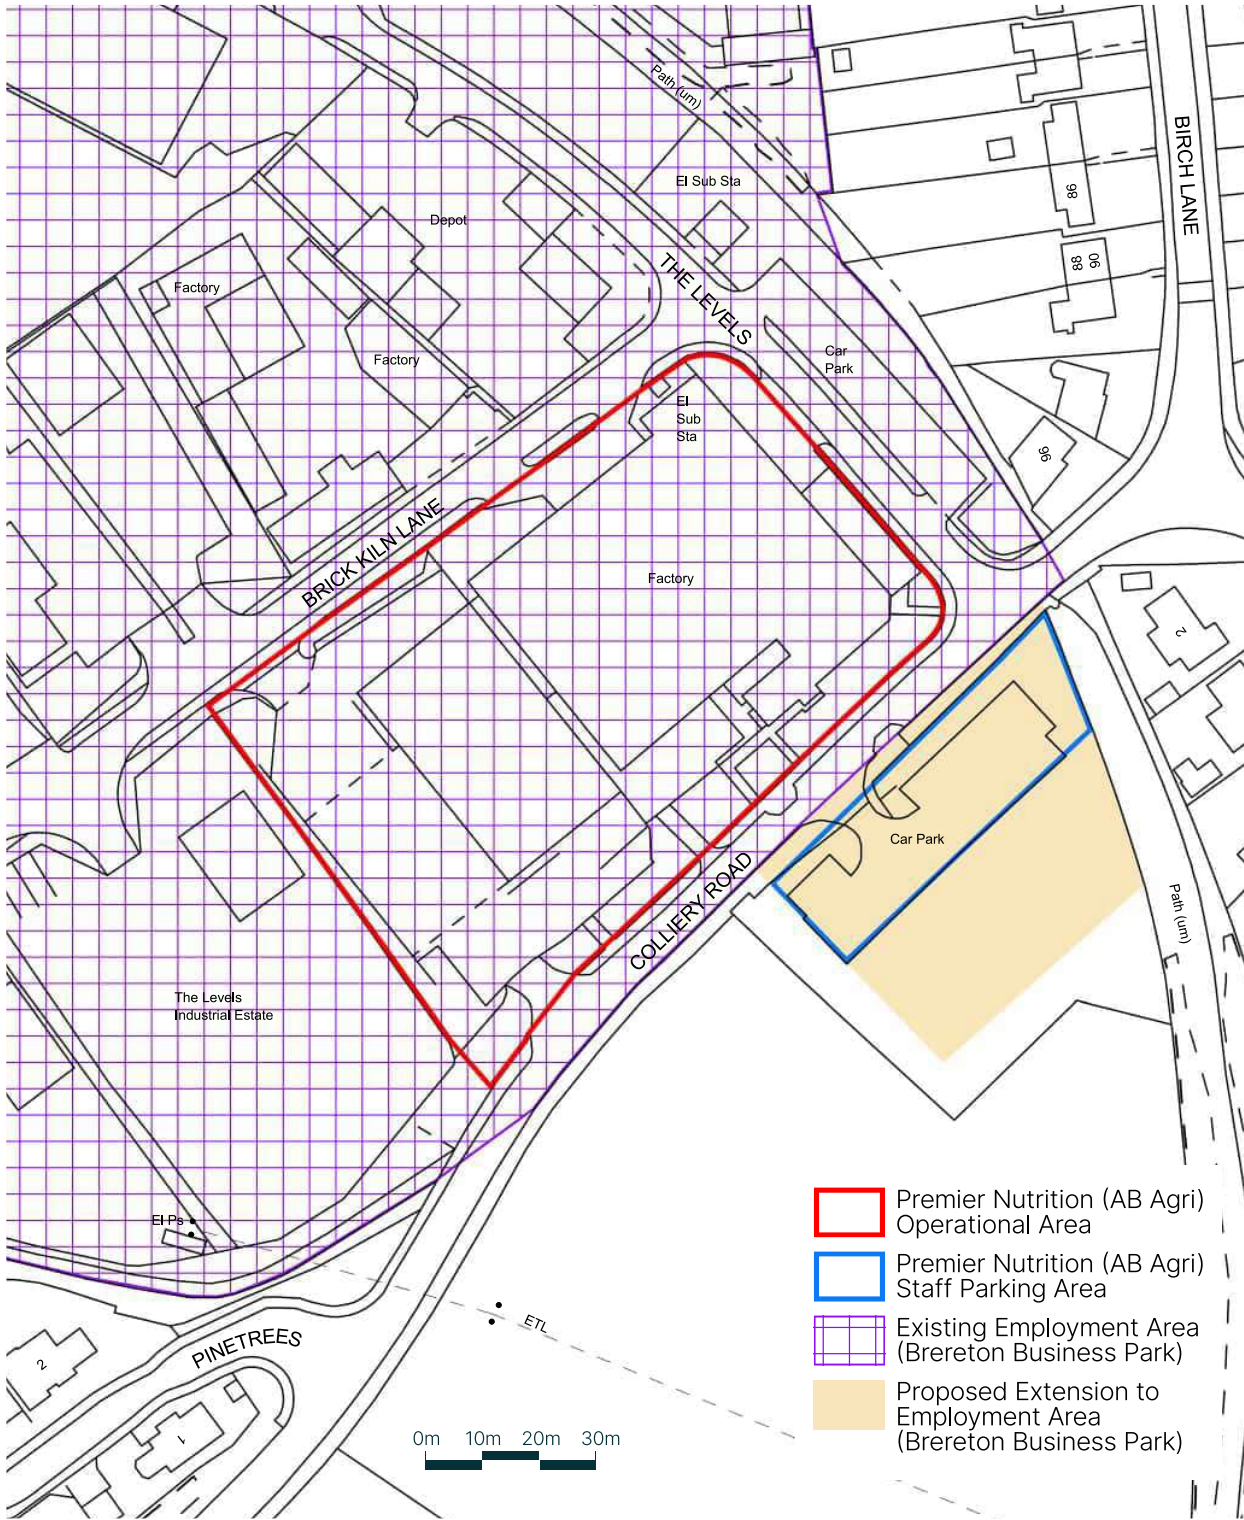 Path (um)
BIRCH LANE
El Sub Sta
98
Depot
90
88
THE LEVELS
Factory
Car
Park
Factory
El
Sub
Sta
96
BRICK KILN LANE
Factory
2
Car Park
COLLIERY ROAD
Path (um)
The Levels
Industrial Estate
El Ps
ETL
PINETREES
2
1
Premier Nutrition (AB Agri)
Operational Area
Premier Nutrition (AB Agri)
Staff Parking Area
Existing Employment Area
(Brereton Business Park)
Proposed Extension to
Employment Area
(Brereton Business Park)
0m 10m 20m 30m